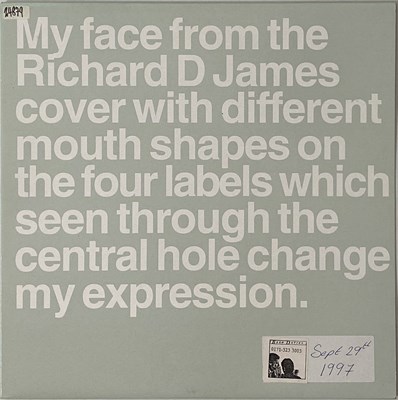 14879
My face from the
Richard D James
cover with different
mouth shapes on
the four labels which
seen through the
central hole change
my expression.
Sept 29th
1997